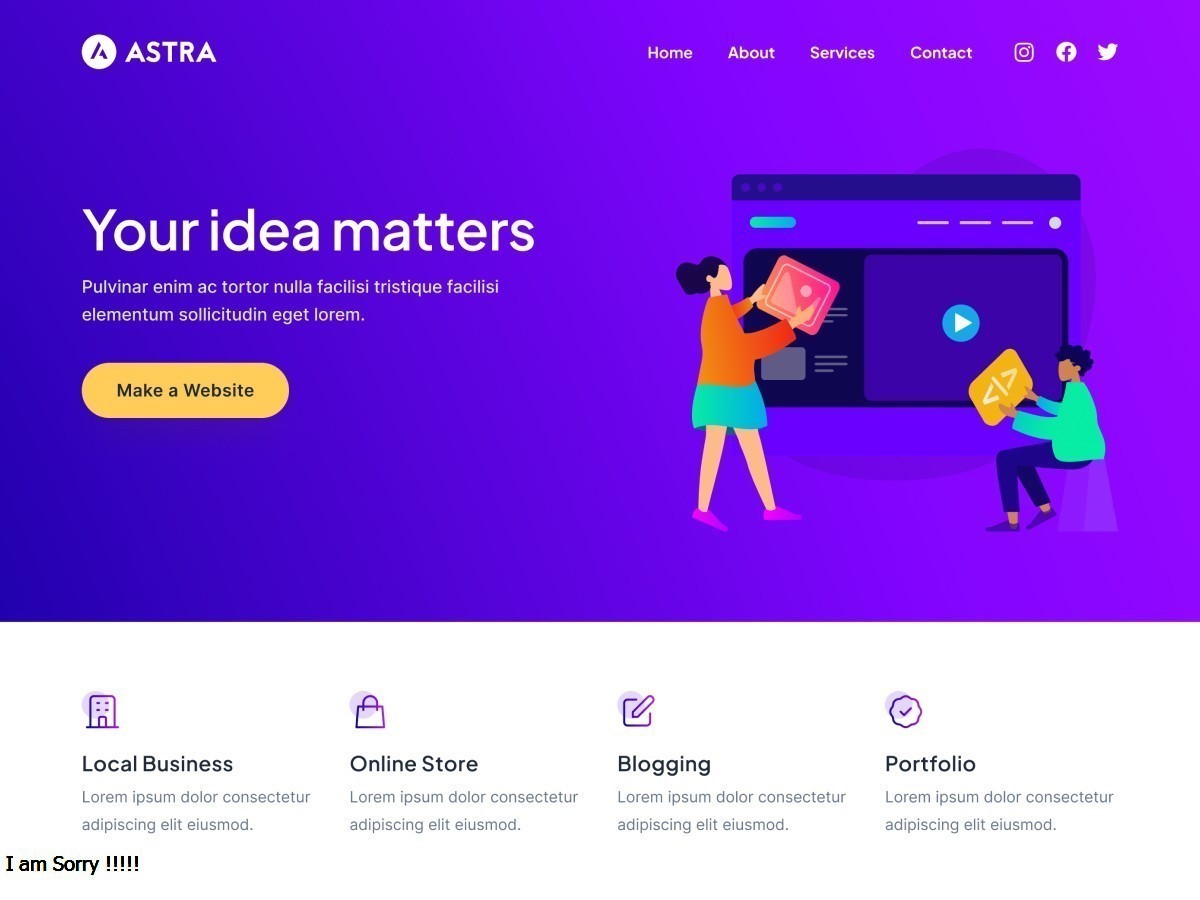 ASTRA
Home About Services Contact
Your idea matters
Pulvinar enim ac tortor nulla facilisi tristique facilisi
elementum sollicitudin eget lorem.
Make a Website
</>
Local Business
Lorem ipsum dolor consectetur
adipiscing elit eiusmod.
Online Store
Lorem ipsum dolor consectetur
adipiscing elit eiusmod.
Blogging
Lorem ipsum dolor consectetur
adipiscing elit eiusmod.
Portfolio
Lorem ipsum dolor consectetur
adipiscing elit eiusmod.
I am Sorry !!!!!